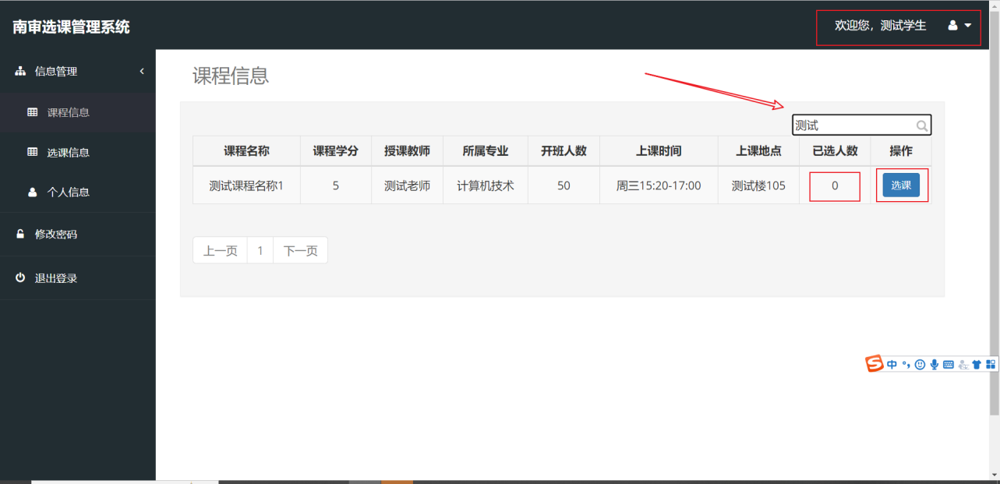 南审选课管理系统
欢迎您，测试学生
信息管理
课程信息
选课信息
个人信息
修改密码
退出登录
课程信息
测试
课程名称 课程学分 授课教师 所属专业 开班人数 上课时间 上课地点 已选人数 操作
测试课程名称1 5 测试老师 计算机技术 50 周三15:20-17:00 测试楼105 0 选课
上一页 1 下一页
S 中